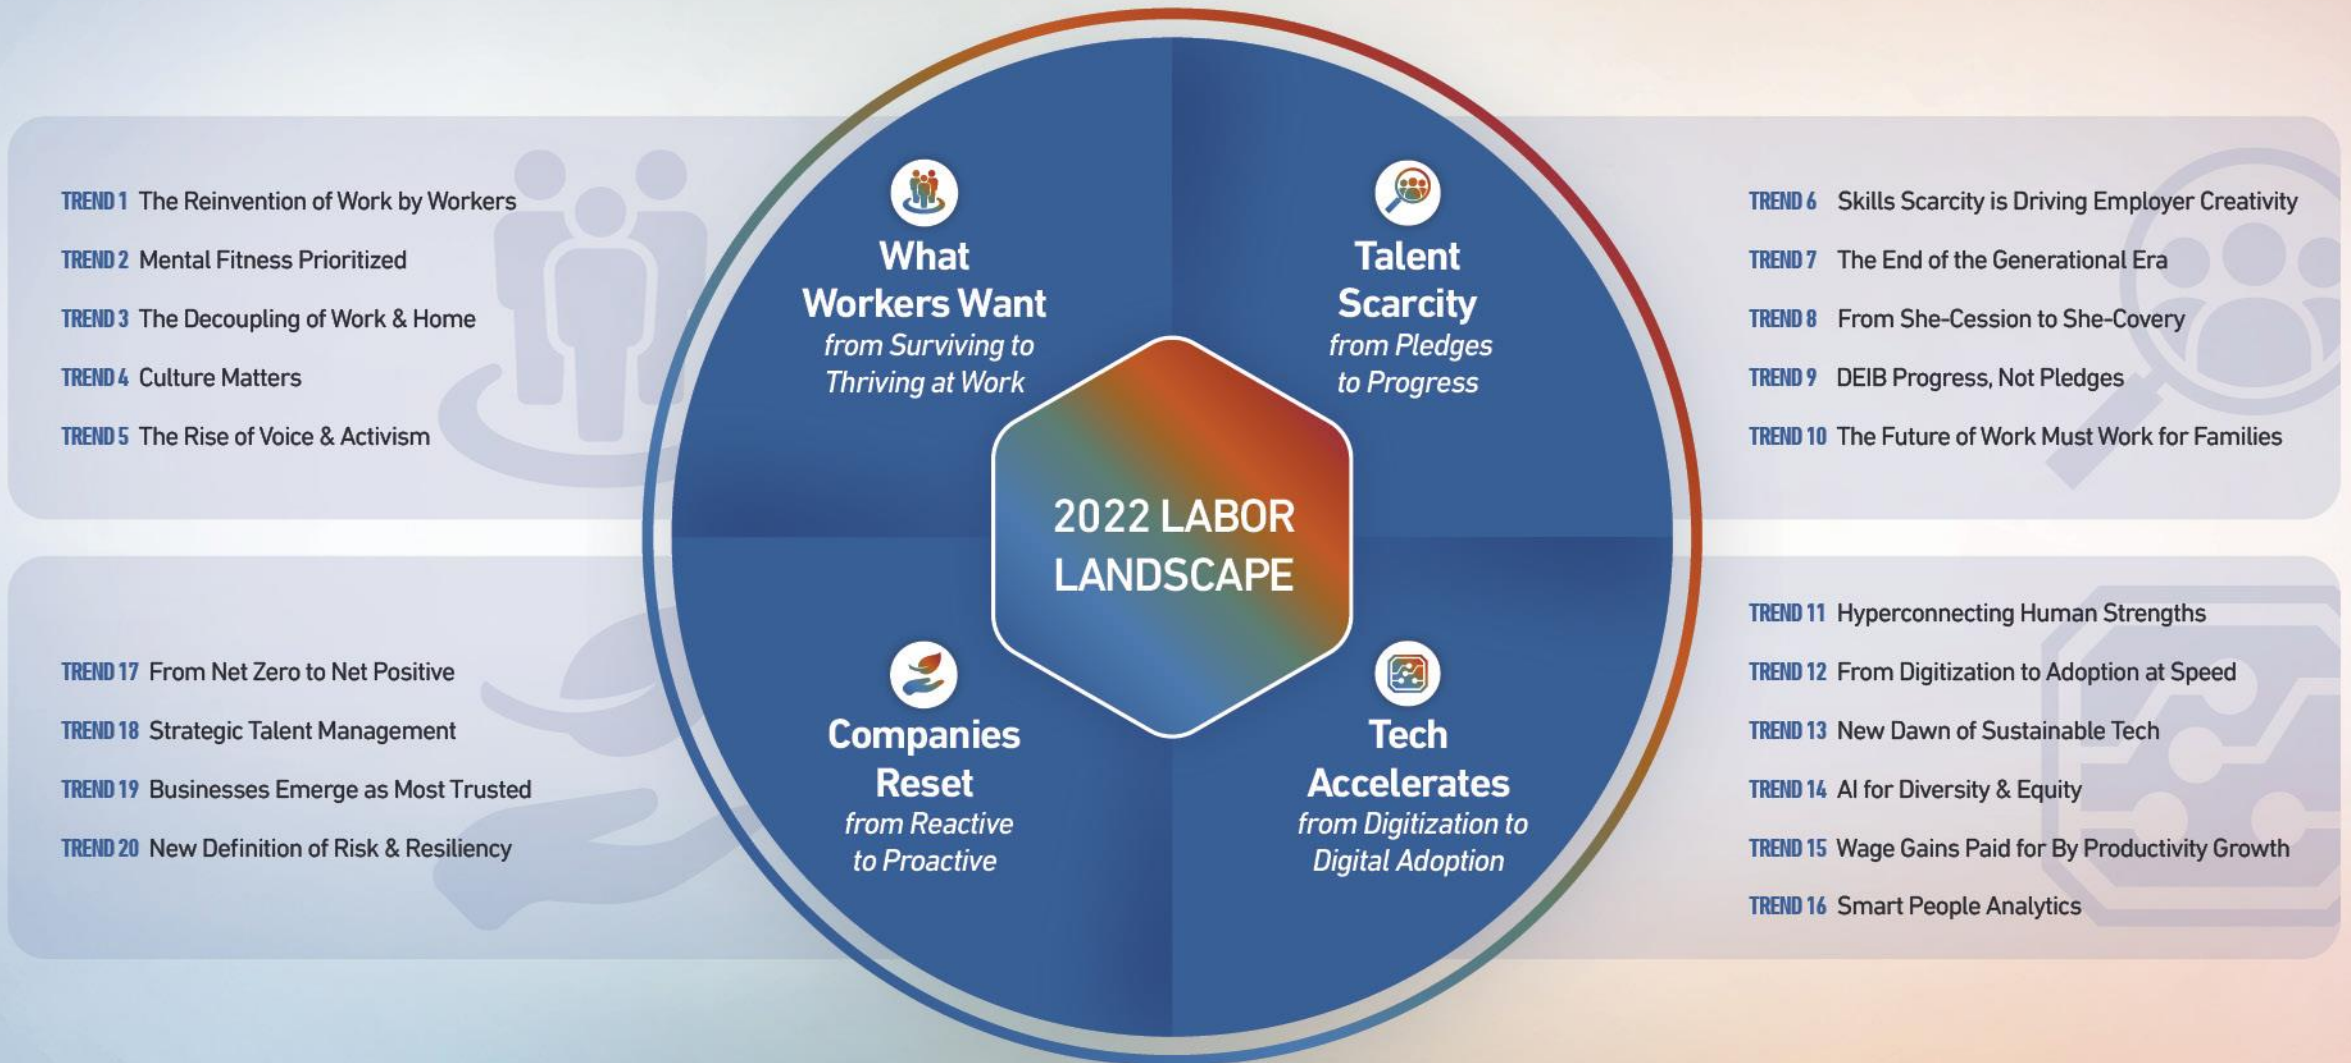 TREND 1 The Reinvention of Work by Workers
TREND 2 Mental Fitness Prioritized
TREND 3 The Decoupling of Work & Home
TREND 4 Culture Matters
TREND 5 The Rise of Voice & Activism
What
Workers Want
from Surviving to
Thriving at Work
Talent
Scarcity
from Pledges
to Progress
TREND 6 Skills Scarcity is Driving Employer Creativity
TREND 7 The End of the Generational Era
TREND 8 From She-Cession to She-Covery
TREND 9 DEIB Progress, Not Pledges
TREND 10 The Future of Work Must Work for Families
2022 LABOR
LANDSCAPE
TREND 17 From Net Zero to Net Positive
TREND 18 Strategic Talent Management
TREND 19 Businesses Emerge as Most Trusted
TREND 20 New Definition of Risk & Resiliency
Companies
Reset
from Reactive
to Proactive
Tech
Accelerates
from Digitization to
Digital Adoption
TREND 11 Hyperconnecting Human Strengths
TREND 12 From Digitization to Adoption at Speed
TREND 13 New Dawn of Sustainable Tech
TREND 14 AI for Diversity & Equity
TREND 15 Wage Gains Paid for By Productivity Growth
TREND 16 Smart People Analytics